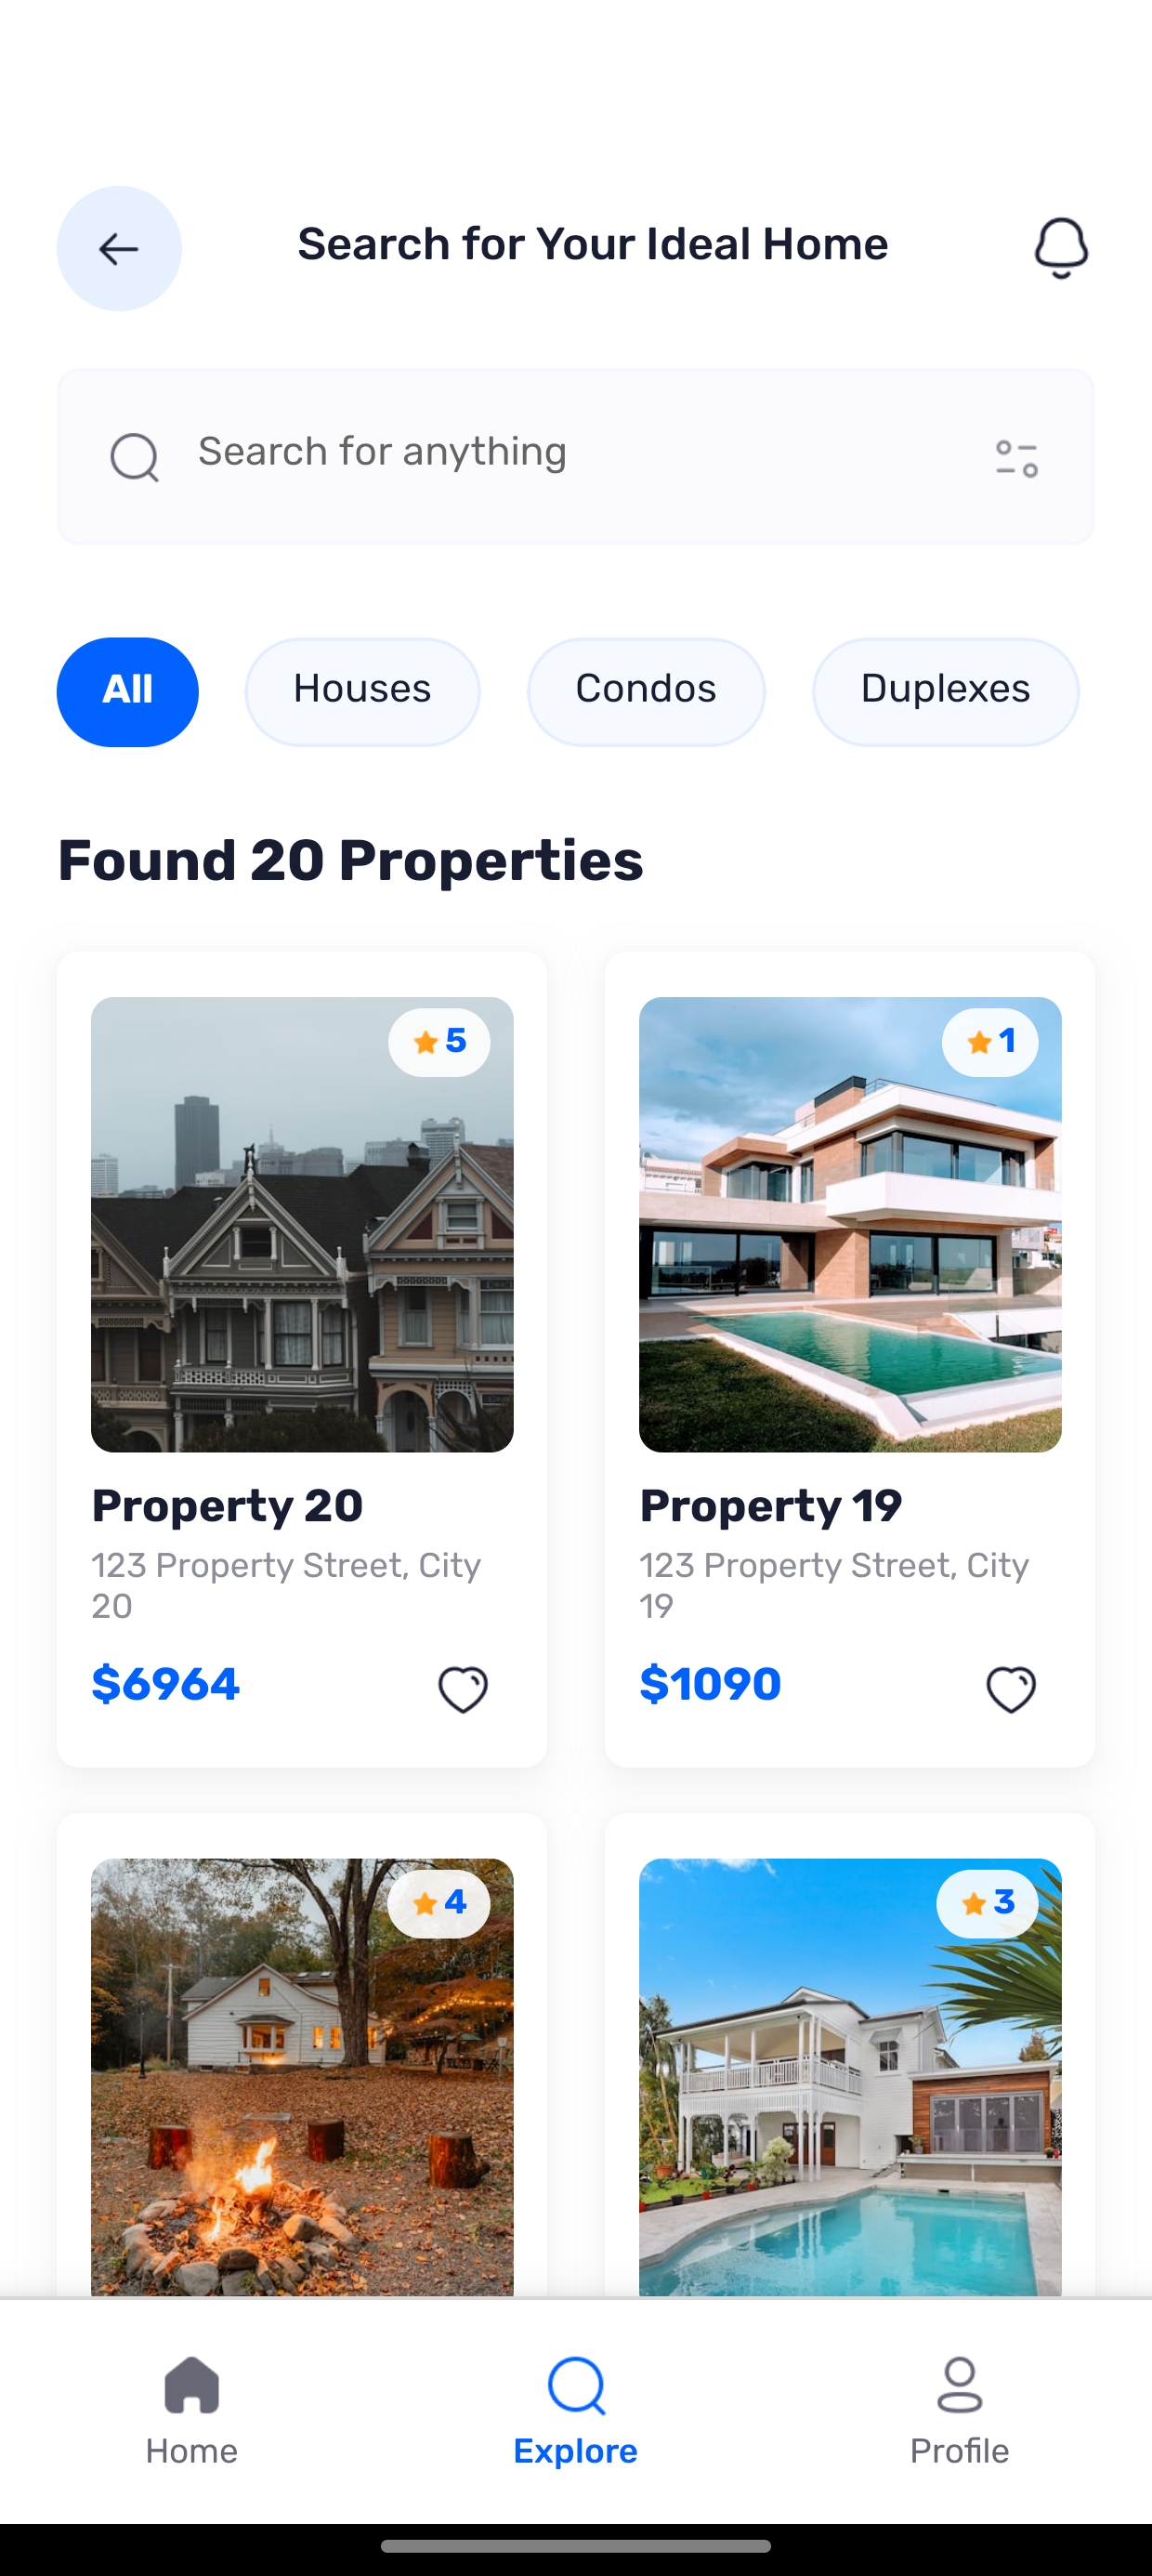 Search for Your Ideal Home
Search for anything
All Houses Condos Duplexes
Found 20 Properties
5
1
Property 20
123 Property Street, City
20
$6964
Property 19
123 Property Street, City
19
$1090
4
3
Home Explore Profile